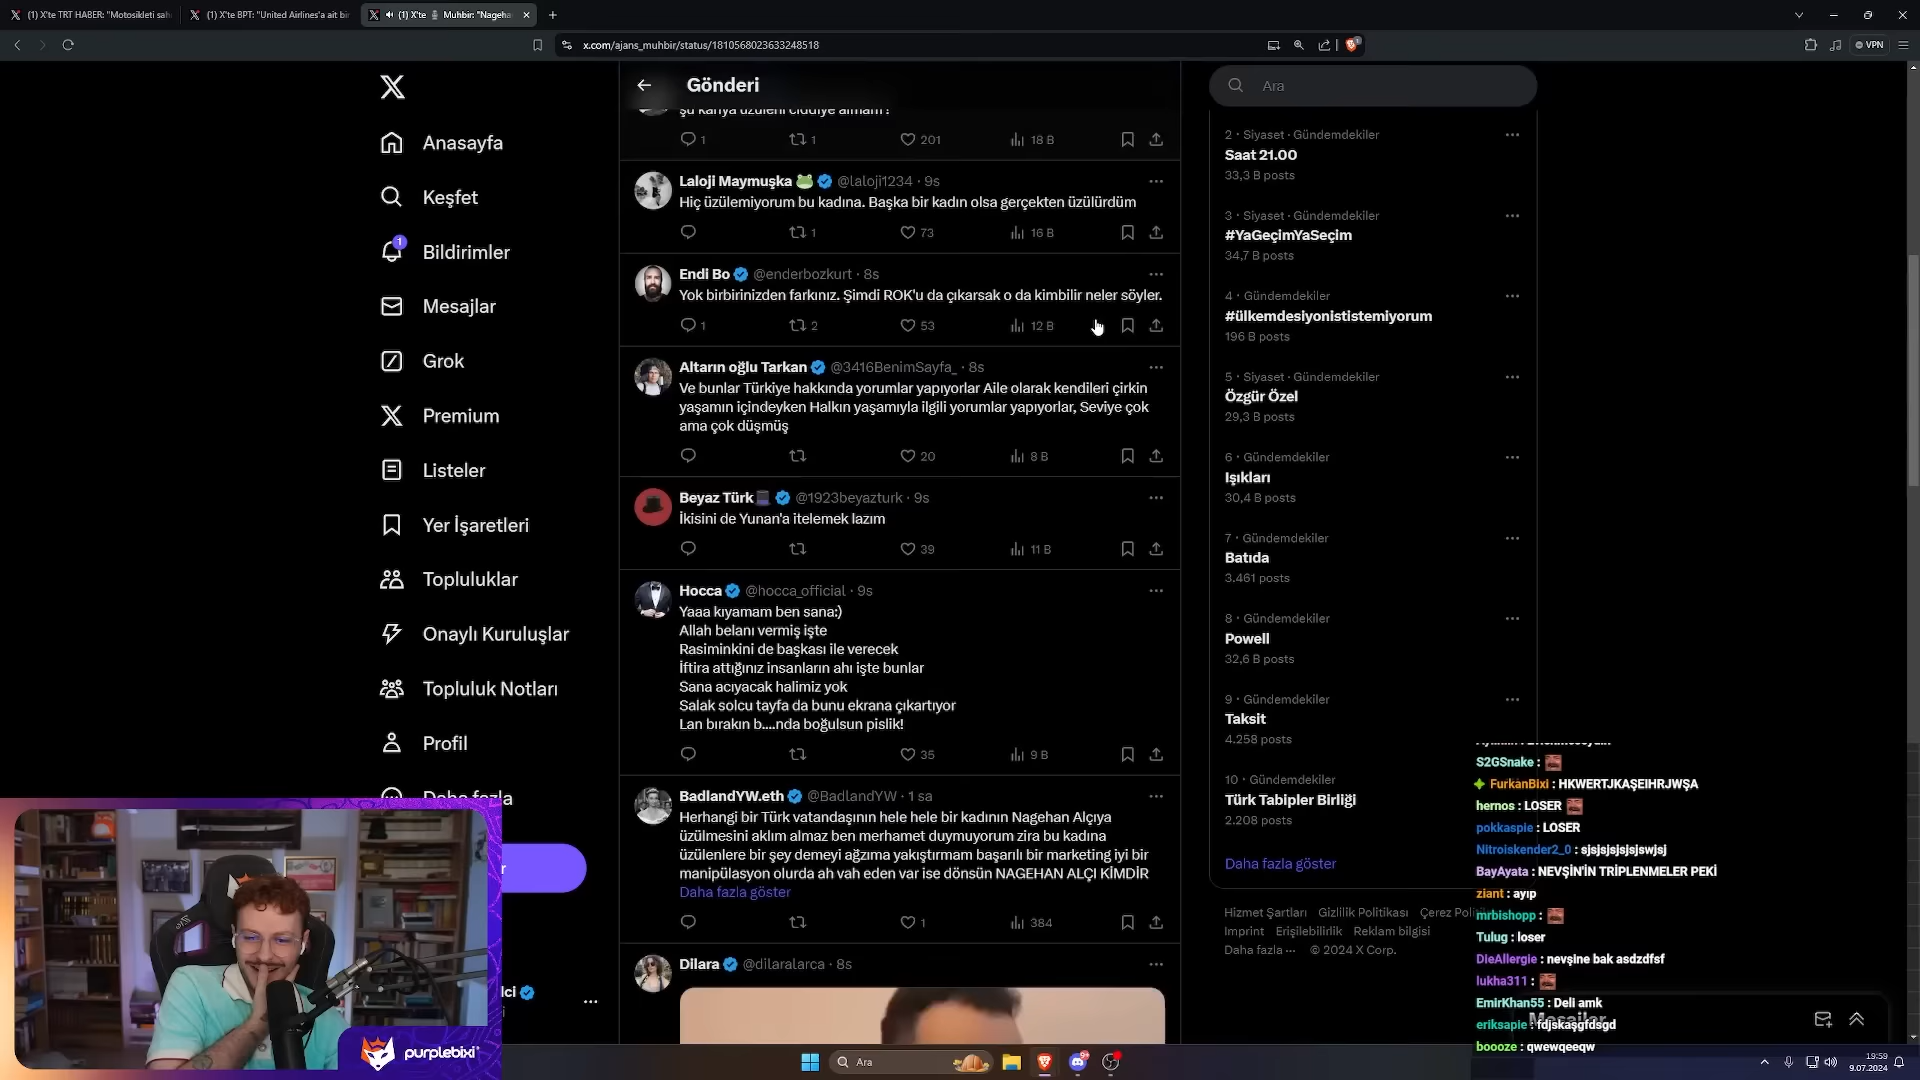 (1) X'te TRT HABER: "Motosikleti sahi
(1) X'te BPT: "United Airlines'a ait bir
(1) X'te Muhbir: "Nagehan
x.com/ajans_muhbir/status/1810568023633248518
VPN
Anasayfa
Keşfet
1
Bildirimler
Mesajlar
Grok
Premium
Listeler
Yer İşaretleri
Topluluklar
Onaylı Kuruluşlar
Topluluk Notları
Profil
Daha fazla
Gönderi
şu karıya üzüleni ciddiye almam!
1 1 201 18 B
Laloji Maymuşka @laloji1234 · 9s
Hiç üzülemiyorum bu kadına. Başka bir kadın olsa gerçekten üzülürdüm
1 73 16 B
Endi Bo @enderbozkurt · 8s
Yok birbirinizden farkınız. Şimdi ROK'u da çıkarsak o da kimbilir neler söyler.
1 2 53 12 B
Altarın oğlu Tarkan @3416BenimSayfa_ · 8s
Ve bunlar Türkiye hakkında yorumlar yapıyorlar Aile olarak kendileri çirkin
yaşamın içindeyken Halkın yaşamıyla ilgili yorumlar yapıyorlar, Seviye çok
ama çok düşmüş
20 8 B
Beyaz Türk @1923beyazturk · 9s
İkisini de Yunan'a itelemek lazım
39 11 B
Hocca @hocca_official · 9s
Yaaa kıyamam ben sana:)
Allah belanı vermiş işte
Rasiminkini de başkası ile verecek
İftira attığınız insanların ahı işte bunlar
Sana acıyacak halimiz yok
Salak solcu tayfa da bunu ekrana çıkartıyor
Lan bırakın b....nda boğulsun pislik!
35 9 B
BadlandYW.eth @BadlandYW · 1 sa
Herhangi bir Türk vatandaşının hele hele bir kadının Nagehan Alçıya
üzülmesini aklım almaz ben merhamet duymuyorum zira bu kadına
üzülenlere bir şey demeyi ağzıma yakıştırmam başarılı bir marketing iyi bir
manipülasyon olurda ah vah eden var ise dönsün NAGEHAN ALÇI KİMDİR
Daha fazla göster
1 384
Dilara @dilaralarca · 8s
Ara
2 · Siyaset · Gündemdekiler
Saat 21.00
33,3 B posts
3 · Siyaset · Gündemdekiler
#YaGeçimYaSeçim
34,7 B posts
4 · Gündemdekiler
#ülkemdesiyonististemiyorum
196 B posts
5 · Siyaset · Gündemdekiler
Özgür Özel
29,3 B posts
6 · Gündemdekiler
Işıkları
30,4 B posts
7 · Gündemdekiler
Batıda
3.461 posts
8 · Gündemdekiler
Powell
32,6 B posts
9 · Gündemdekiler
Taksit
4.258 posts
10 · Gündemdekiler
Türk Tabipler Birliği
2.208 posts
Daha fazla göster
Hizmet Şartları Gizlilik Politikası Çerez Poli
Imprint Erişilebilirlik Reklam bilgisi
Daha fazla ··· © 2024 X Corp.
S2GSnake :
FurkanBixi : HKWERTJKAŞEIHRJWŞA
hernos : LOSER
pokkaspie : LOSER
Nitroiskender2_0 : sjsjsjsjsjswjsj
BayAyata : NEVŞİN'İN TRİPLENMELER PEKİ
ziant : ayıp
mrbishopp :
Tulug : loser
DieAllergie : nevşine bak asdzdfsf
lukha311 :
EmirKhan55 : Deli amk
Mesajlar
eriksapie : fdjskaşgfdsgd
boooze : qwewqeeqw
lci
purplebixi
Ara
19:59
9.07.2024